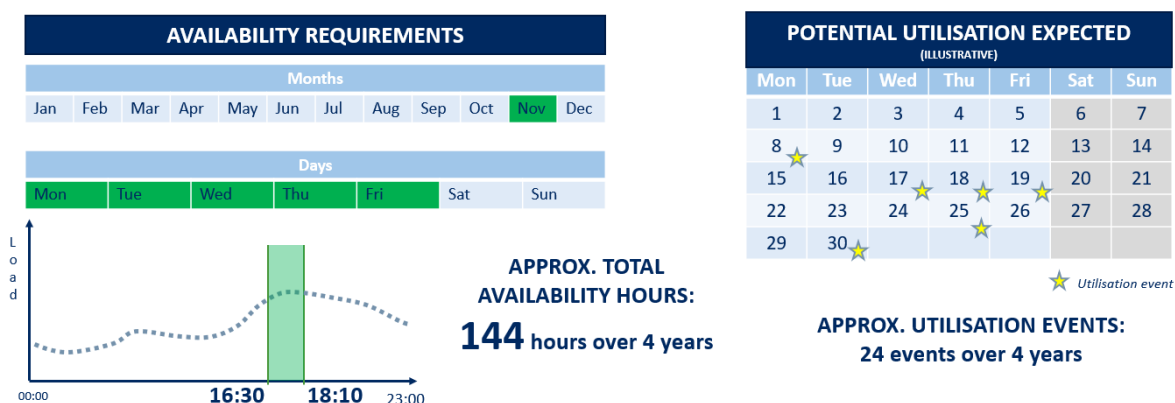 AVAILABILITY REQUIREMENTS
Months
Jan Feb Mar Apr May Jun Jul Aug Sep Oct Nov Dec
Days
Mon Tue Wed Thu Fri Sat Sun
Load
00:00 16:30 18:10 23:00
APPROX. TOTAL
AVAILABILITY HOURS:
144 hours over 4 years
POTENTIAL UTILISATION EXPECTED
(ILLUSTRATIVE)
Mon Tue Wed Thu Fri Sat Sun
1 2 3 4 5 6 7
8 9 10 11 12 13 14
15 16 17 18 19 20 21
22 23 24 25 26 27 28
29 30
Utilisation event
APPROX. UTILISATION EVENTS:
24 events over 4 years